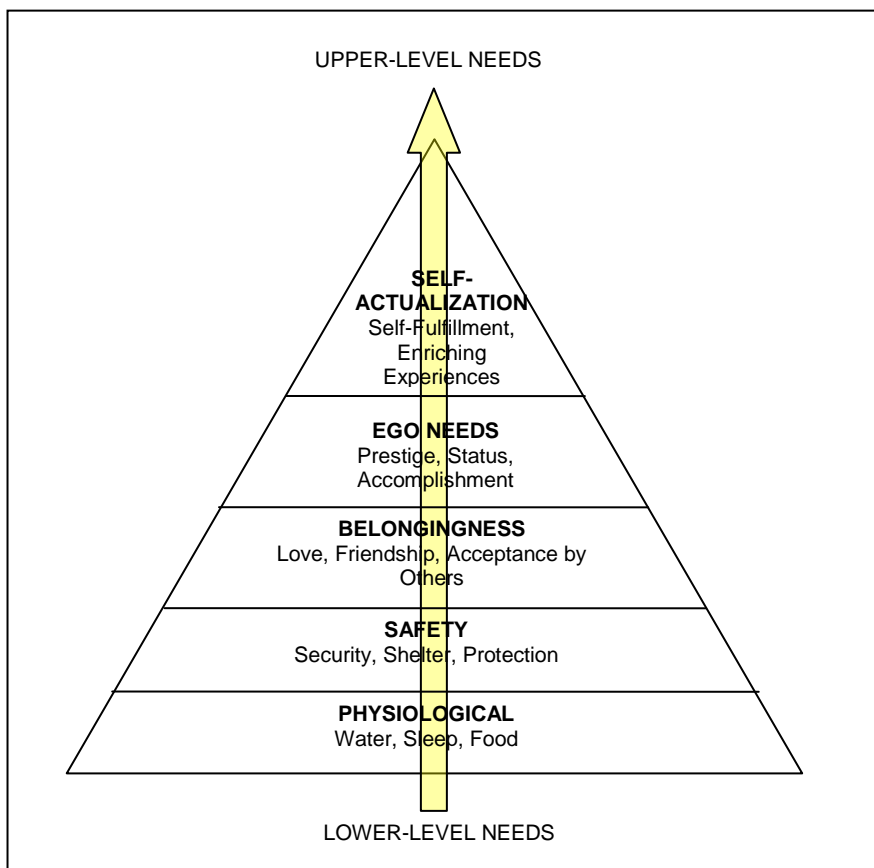 UPPER-LEVEL NEEDS
SELF-
ACTUALIZATION
Self-Fulfillment,
Enriching
Experiences
EGO NEEDS
Prestige, Status,
Accomplishment
BELONGINGNESS
Love, Friendship, Acceptance by
Others
SAFETY
Security, Shelter, Protection
PHYSIOLOGICAL
Water, Sleep, Food
LOWER-LEVEL NEEDS